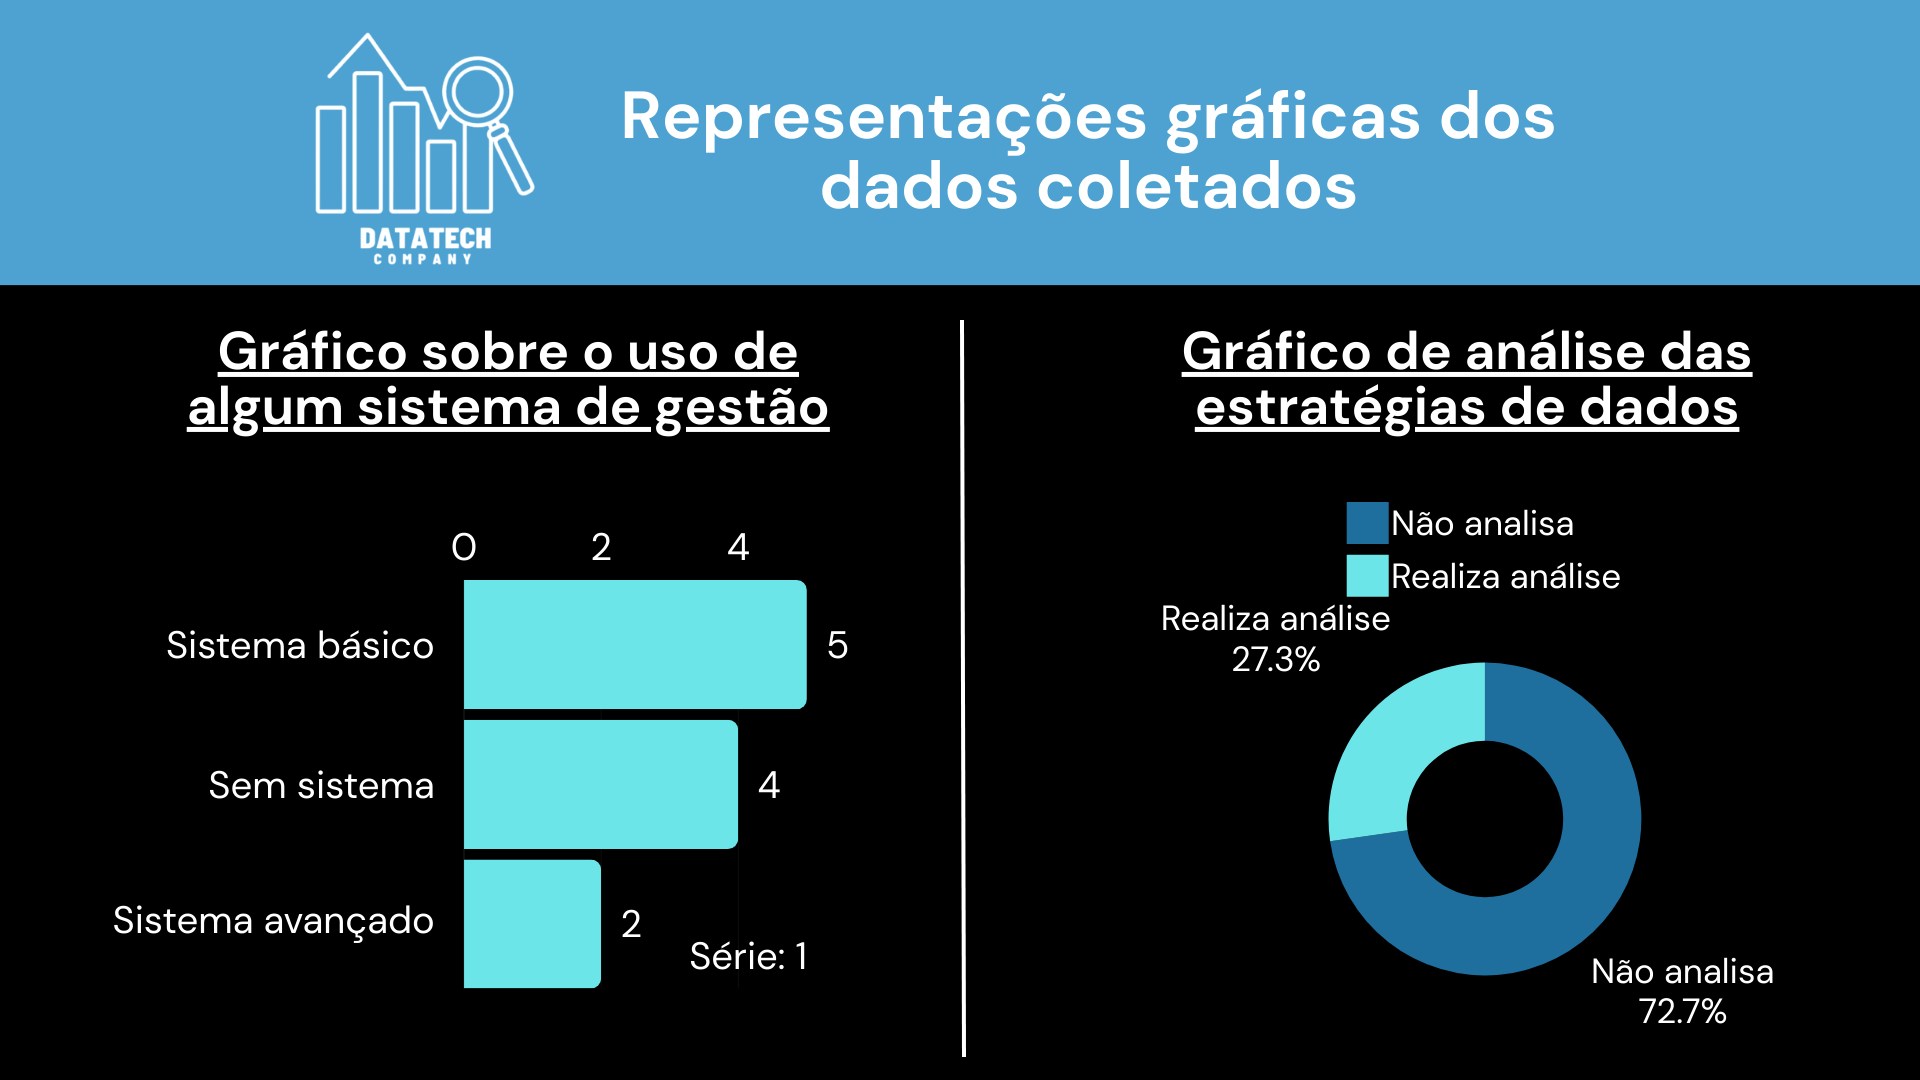 DATATECH
COMPANY
Representações gráficas dos
dados coletados
Gráfico sobre o uso de
algum sistema de gestão
0 2 4
Sistema básico 5
Sem sistema 4
Sistema avançado 2
Série: 1
Gráfico de análise das
estratégias de dados
Não analisa
Realiza análise
Realiza análise
27.3%
Não analisa
72.7%